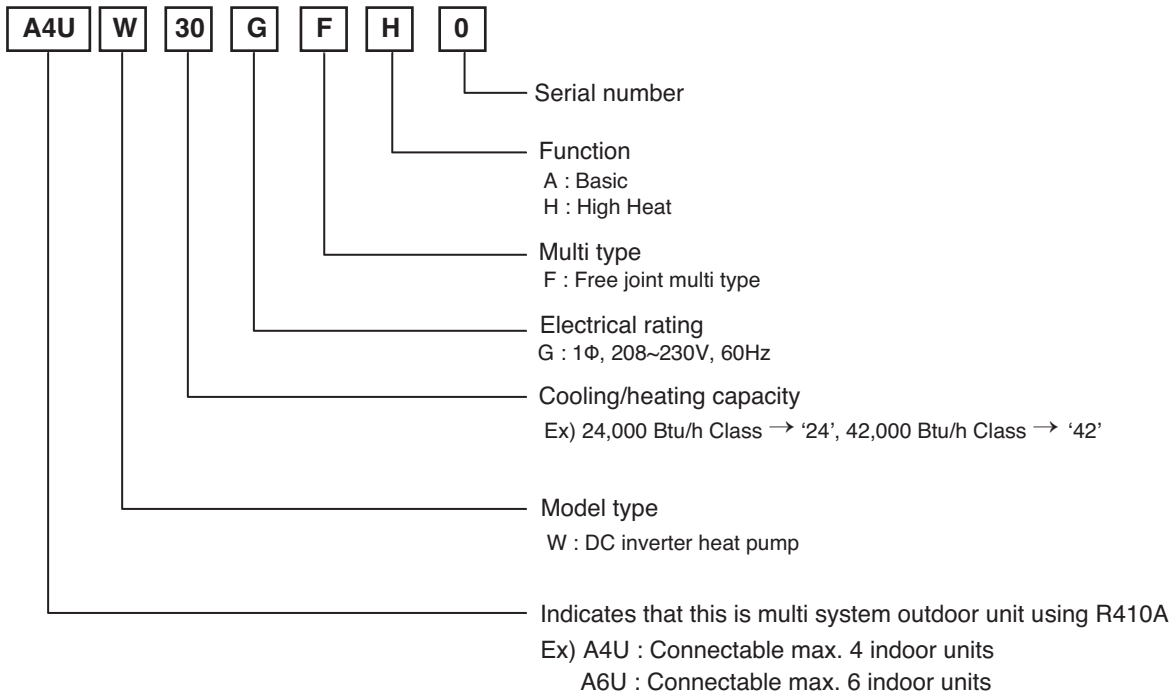 A4U W 30 G F H 0
Serial number
Function
A : Basic
H : High Heat
Multi type
F : Free joint multi type
Electrical rating
G : 1Φ, 208~230V, 60Hz
Cooling/heating capacity
Ex) 24,000 Btu/h Class → ‘24’, 42,000 Btu/h Class → ‘42’
Model type
W : DC inverter heat pump
Indicates that this is multi system outdoor unit using R410A
Ex) A4U : Connectable max. 4 indoor units
A6U : Connectable max. 6 indoor units